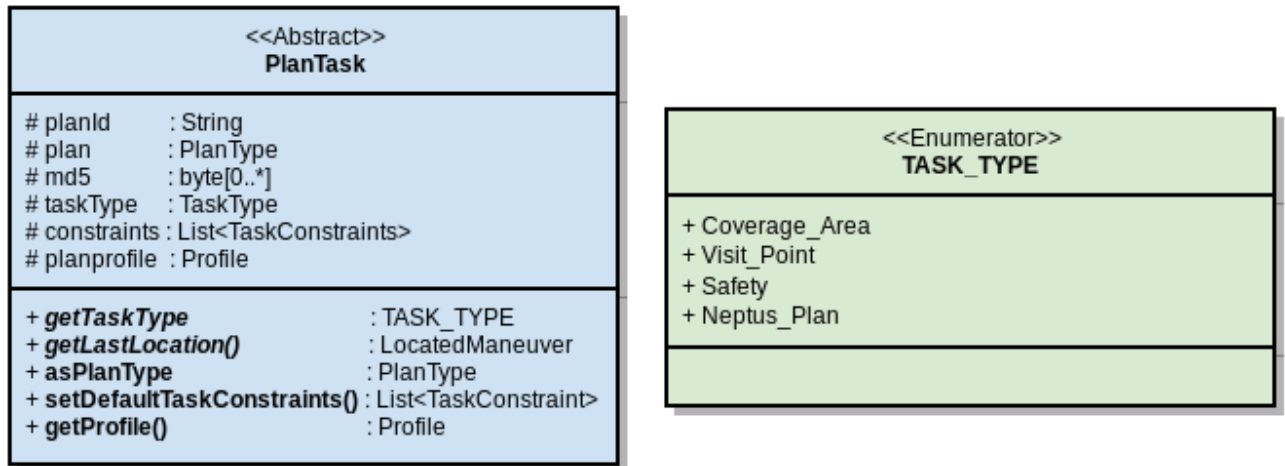 <<Abstract>>
PlanTask
# planId : String
# plan : PlanType
# md5 : byte[0..*]
# taskType : TaskType
# constraints : List<TaskConstraints>
# planprofile : Profile
+ getTaskType : TASK_TYPE
+ getLastLocation() : LocatedManeuver
+ asPlanType : PlanType
+ setDefaultTaskConstraints() : List<TaskConstraint>
+ getProfile() : Profile
<<Enumerator>>
TASK_TYPE
+ Coverage_Area
+ Visit_Point
+ Safety
+ Neptus_Plan